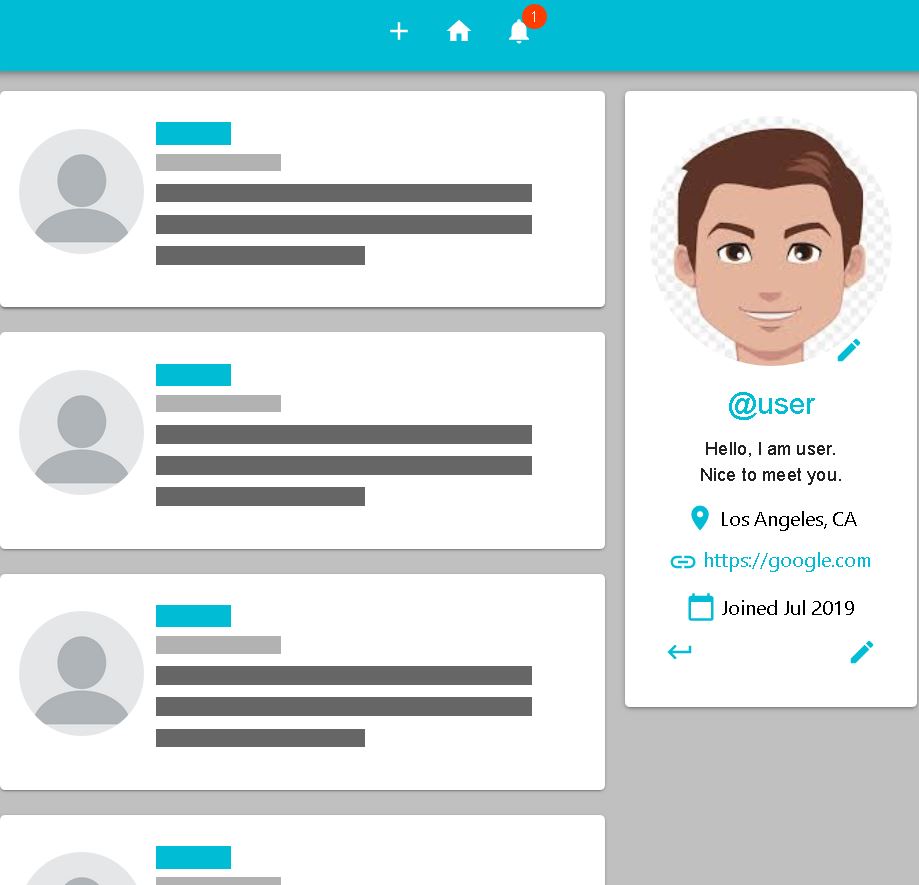 1
@user
Hello, I am user.
Nice to meet you.
Los Angeles, CA
https://google.com
Joined Jul 2019